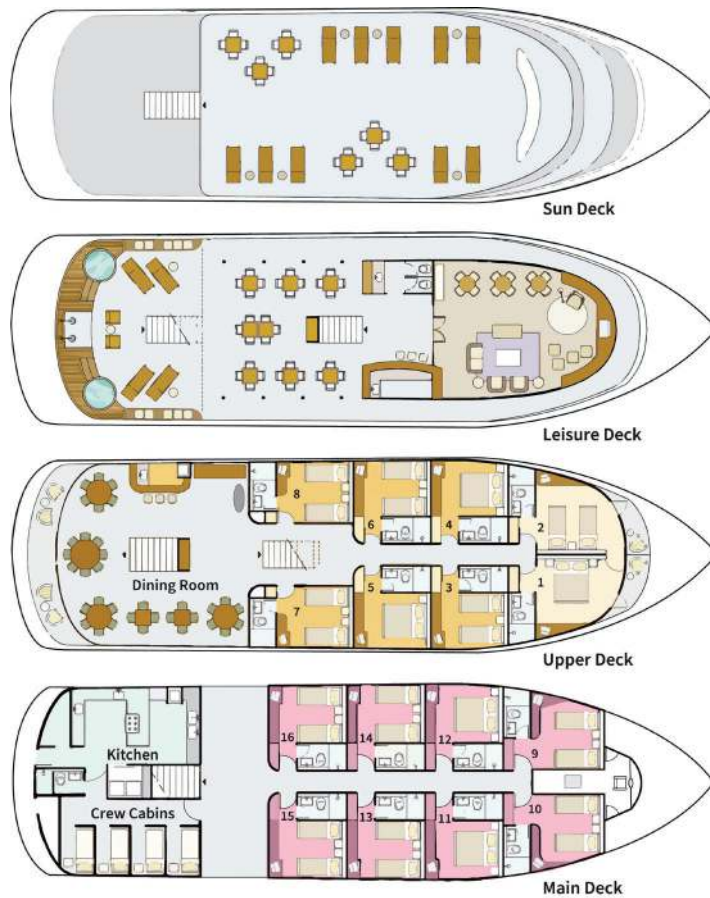 Sun Deck
Leisure Deck
8
6
4
2
Dining Room
1
7
5
3
Upper Deck
16
14
12
9
Kitchen
Crew Cabins
15
13
11
10
Main Deck